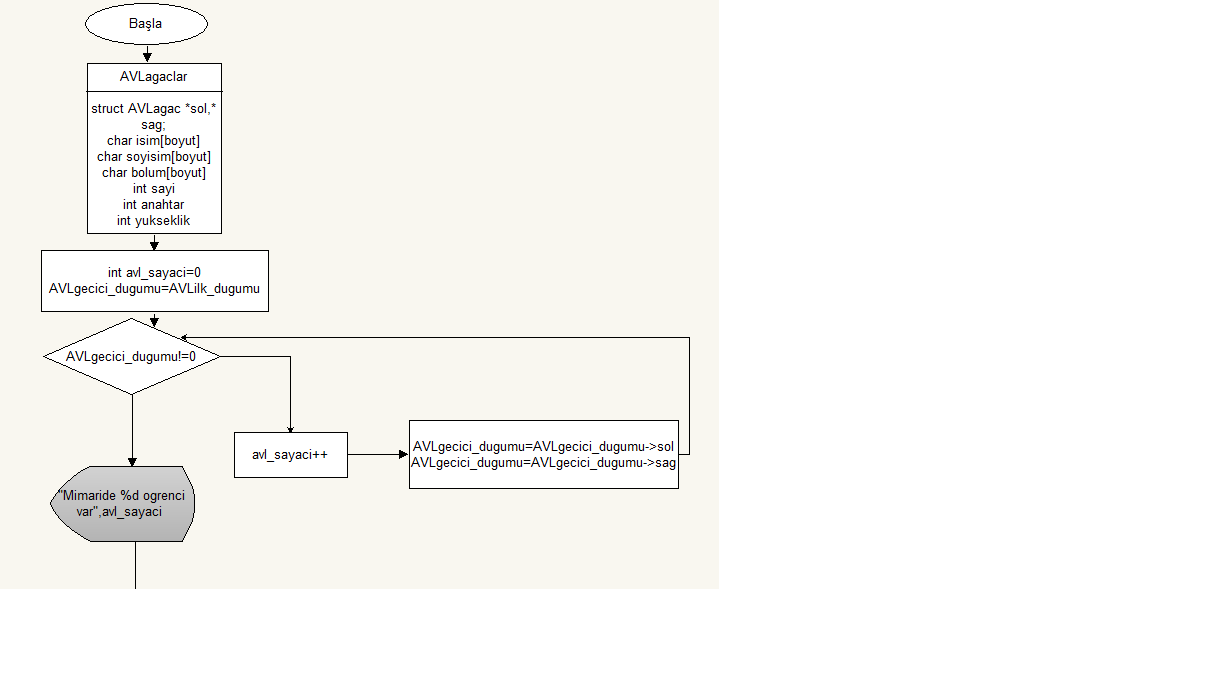 Başla
AVLagaclar
struct AVLagac *sol,*
sag;
char isim[boyut]
char soyisim[boyut]
char bolum[boyut]
int sayi
int anahtar
int yukseklik
int avl_sayaci=0
AVLgecici_dugumu=AVLilk_dugumu
AVLgecici_dugumu!=0
avl_sayaci++
AVLgecici_dugumu=AVLgecici_dugumu->sol
AVLgecici_dugumu=AVLgecici_dugumu->sag
"Mimaride %d ogrenci
var",avl_sayaci